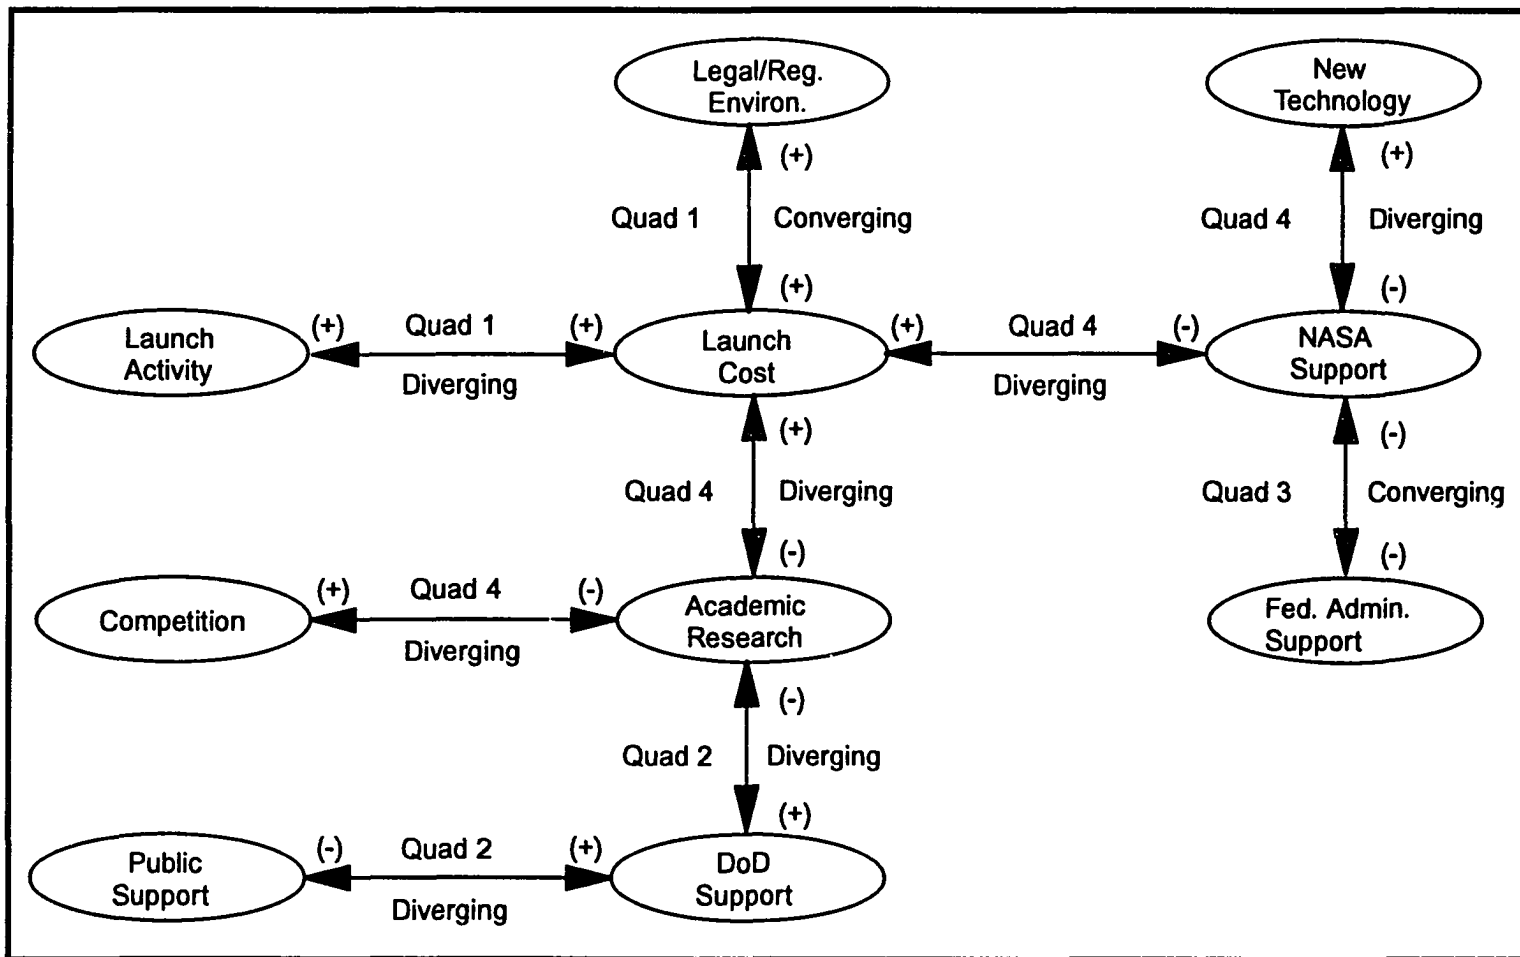 Legal/Reg.
Environ.
New
Technology
(+)
(+)
Quad 1
Converging
Quad 4
Diverging
(+)
(-)
Launch
Activity
(+)
Quad 1
(+)
Diverging
Launch
Cost
(+)
Quad 4
(-)
Diverging
NASA
Support
(+)
(-)
Quad 4
Diverging
Quad 3
Converging
(-)
(-)
Competition
(+)
Quad 4
(-)
Diverging
Academic
Research
Fed. Admin.
Support
(-)
Quad 2
Diverging
(+)
Public
Support
(-)
Quad 2
(+)
Diverging
DoD
Support